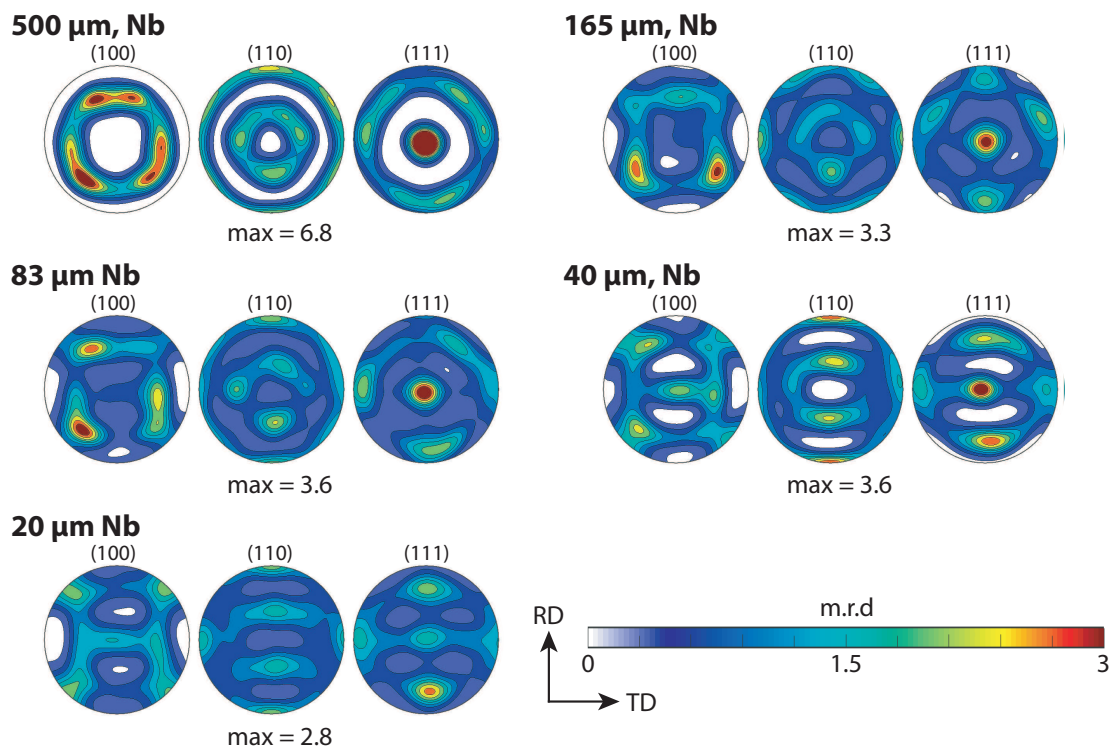 500 µm, Nb
(100) (110) (111)
max = 6.8
165 µm, Nb
(100) (110) (111)
max = 3.3
83 µm Nb
(100) (110) (111)
max = 3.6
40 µm, Nb
(100) (110) (111)
max = 3.6
20 µm Nb
(100) (110) (111)
max = 2.8
RD
TD
m.r.d
0 1.5 3